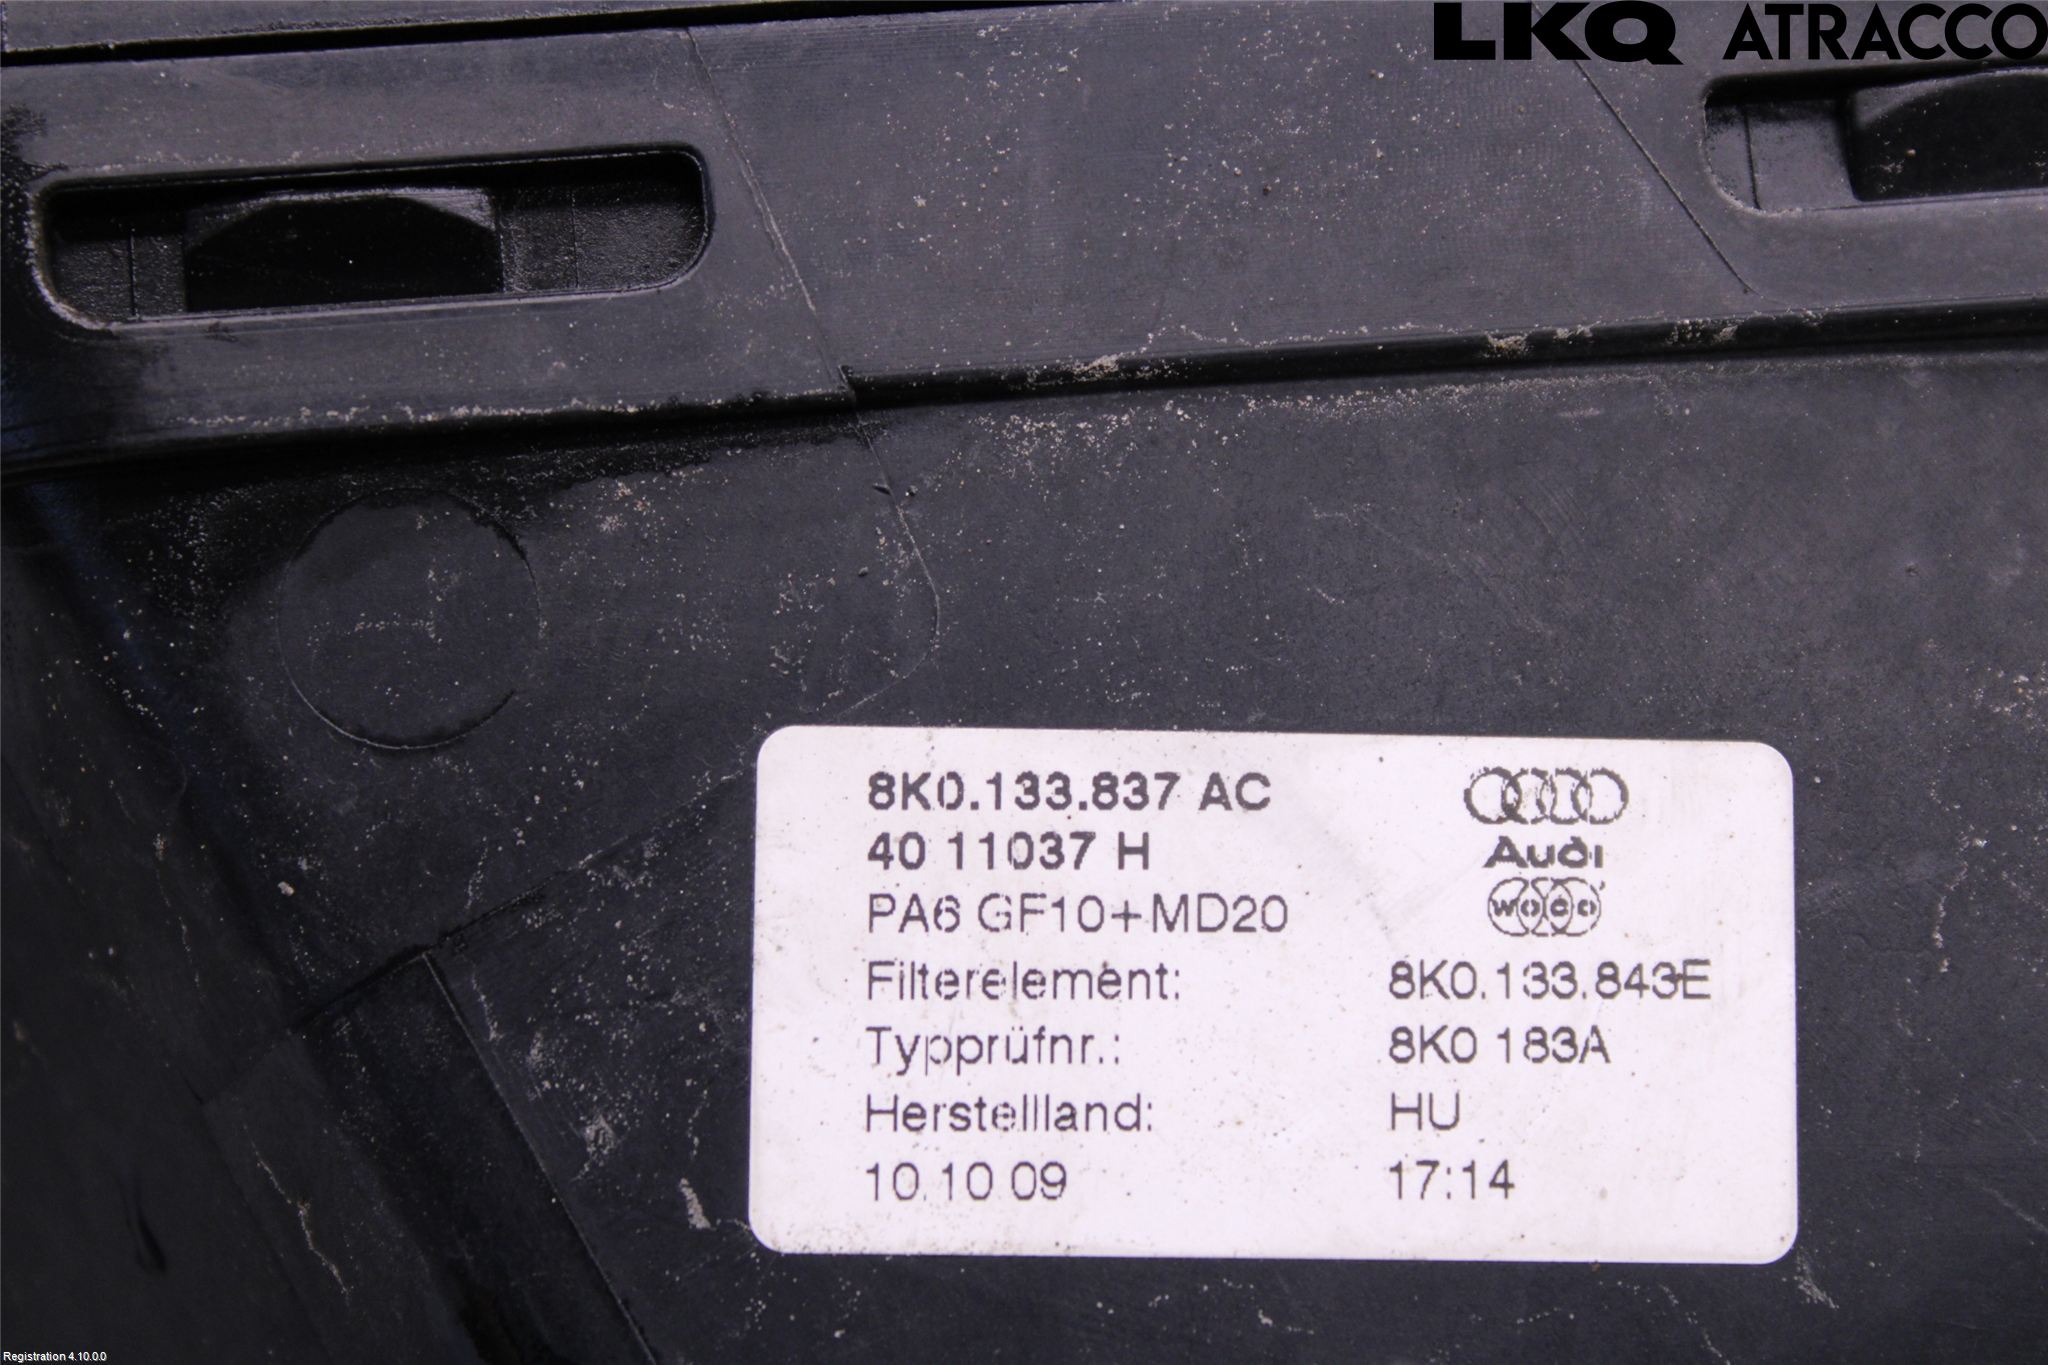 LKQ ATRACCO
8K0.133.837 AC
40 11037 H
PA6 GF10+MD20
Audi
woco
Filterelement: 8K0.133.843E
Typprüfnr.: 8K0 183A
Herstellland: HU
10.10.09 17:14
Registration 4.10.0.0